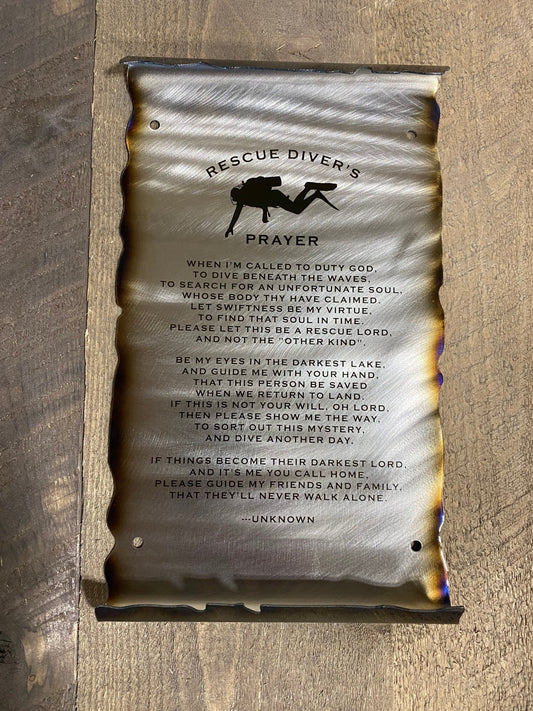 RESCUE DIVER'S
PRAYER
WHEN I'M CALLED TO DUTY GOD,
TO DIVE BENEATH THE WAVES,
TO SEARCH FOR AN UNFORTUNATE SOUL,
WHOSE BODY THY HAVE CLAIMED.
LET SWIFTNESS BE MY VIRTUE,
TO FIND THAT SOUL IN TIME,
PLEASE LET THIS BE A RESCUE LORD,
AND NOT THE "OTHER KIND".
BE MY EYES IN THE DARKEST LAKE,
AND GUIDE ME WITH YOUR HAND,
THAT THIS PERSON BE SAVED
WHEN WE RETURN TO LAND.
IF THIS IS NOT YOUR WILL, OH LORD,
THEN PLEASE SHOW ME THE WAY,
TO SORT OUT THIS MYSTERY,
AND DIVE ANOTHER DAY.
IF THINGS BECOME THEIR DARKEST LORD,
AND IT'S ME YOU CALL HOME,
PLEASE GUIDE MY FRIENDS AND FAMILY,
THAT THEY'LL NEVER WALK ALONE.
---UNKNOWN